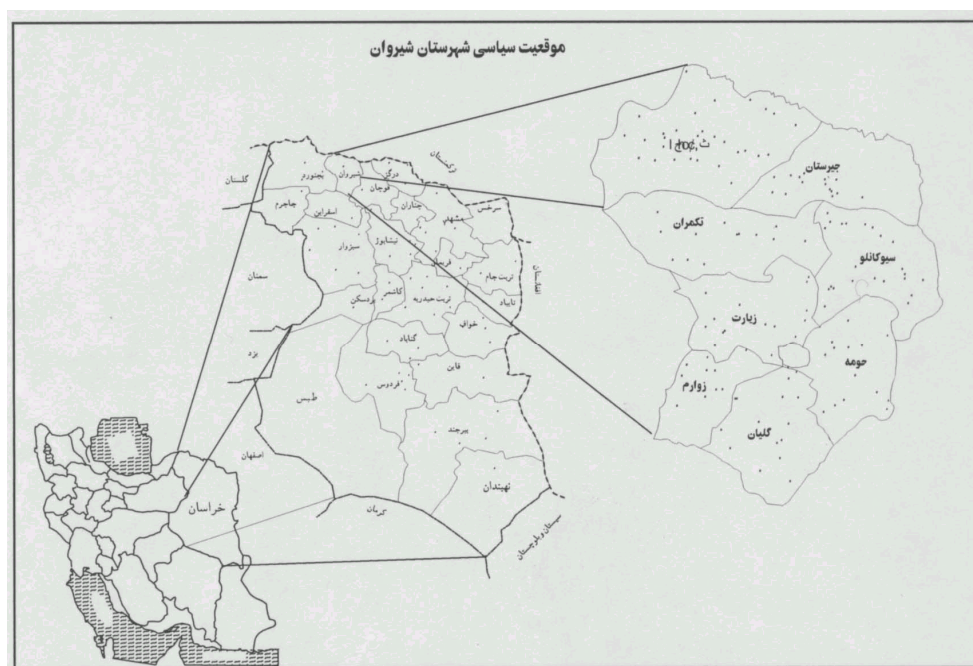 موقعیت سیاسی شهرستان شیروان
ترکمنستان
گلستان
بجنورد
شیروان
درگز
قوچان
جاجرم
اسفراین
چناران
مشهد
سرخس
سبزوار
نیشابور
تربت جام
افغانستان
سمنان
بردسکن
کاشمر
تربت حیدریه
تایباد
خواف
گناباد
یزد
قاین
فردوس
طبس
بیرجند
اصفهان
نهبندان
کرمان
سیستان و بلوچستان
خراسان
جیرستان
تکمران
سیوکانلو
زیارت
حومه
زوارم
گلیان